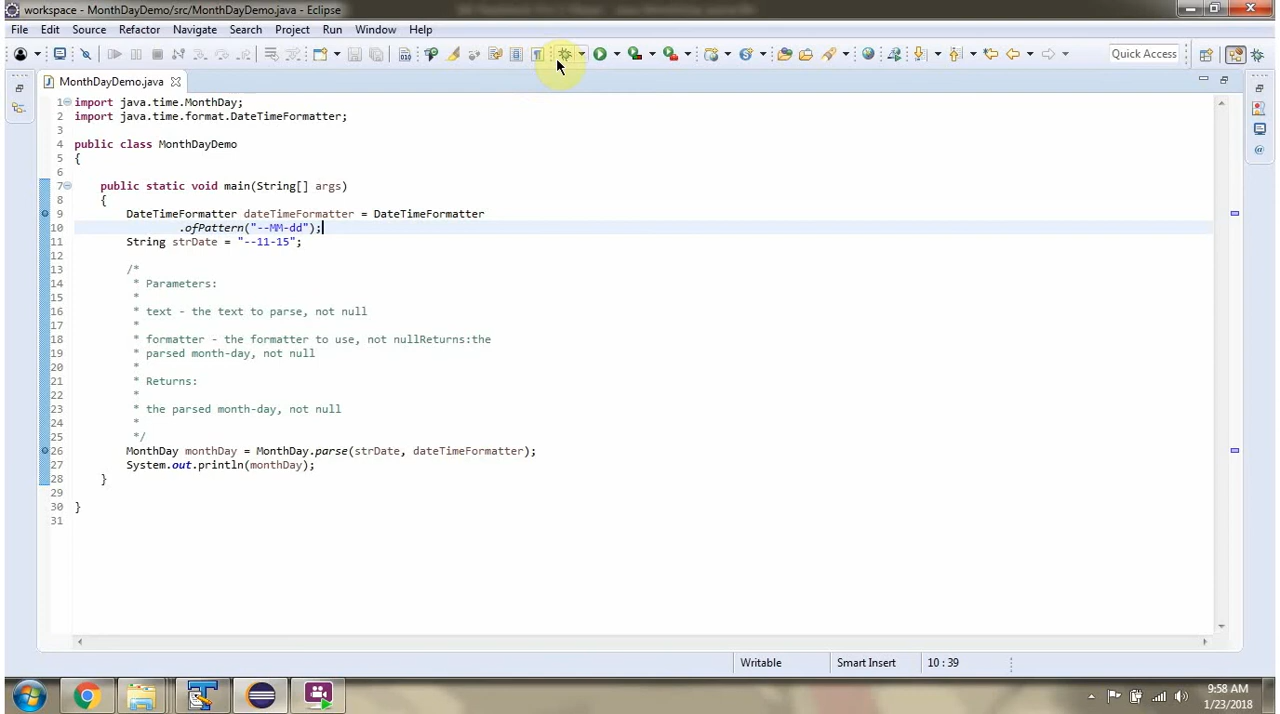 workspace - MonthDayDemo/src/MonthDayDemo.java - Eclipse
File Edit Source Refactor Navigate Search Project Run Window Help
Quick Access
MonthDayDemo.java
1 import java.time.MonthDay;
2 import java.time.format.DateTimeFormatter;
3
4 public class MonthDayDemo
5 {
6
7 public static void main(String[] args)
8 {
9 DateTimeFormatter dateTimeFormatter = DateTimeFormatter
10 .ofPattern("--MM-dd");
11 String strDate = "--11-15";
12
13 /*
14 * Parameters:
15 *
16 * text - the text to parse, not null
17 *
18 * formatter - the formatter to use, not nullReturns:the
19 * parsed month-day, not null
20 *
21 * Returns:
22 *
23 * the parsed month-day, not null
24 *
25 */
26 MonthDay monthDay = MonthDay.parse(strDate, dateTimeFormatter);
27 System.out.println(monthDay);
28 }
29
30 }
31
Writable Smart Insert 10 : 39
9:58 AM
1/23/2018